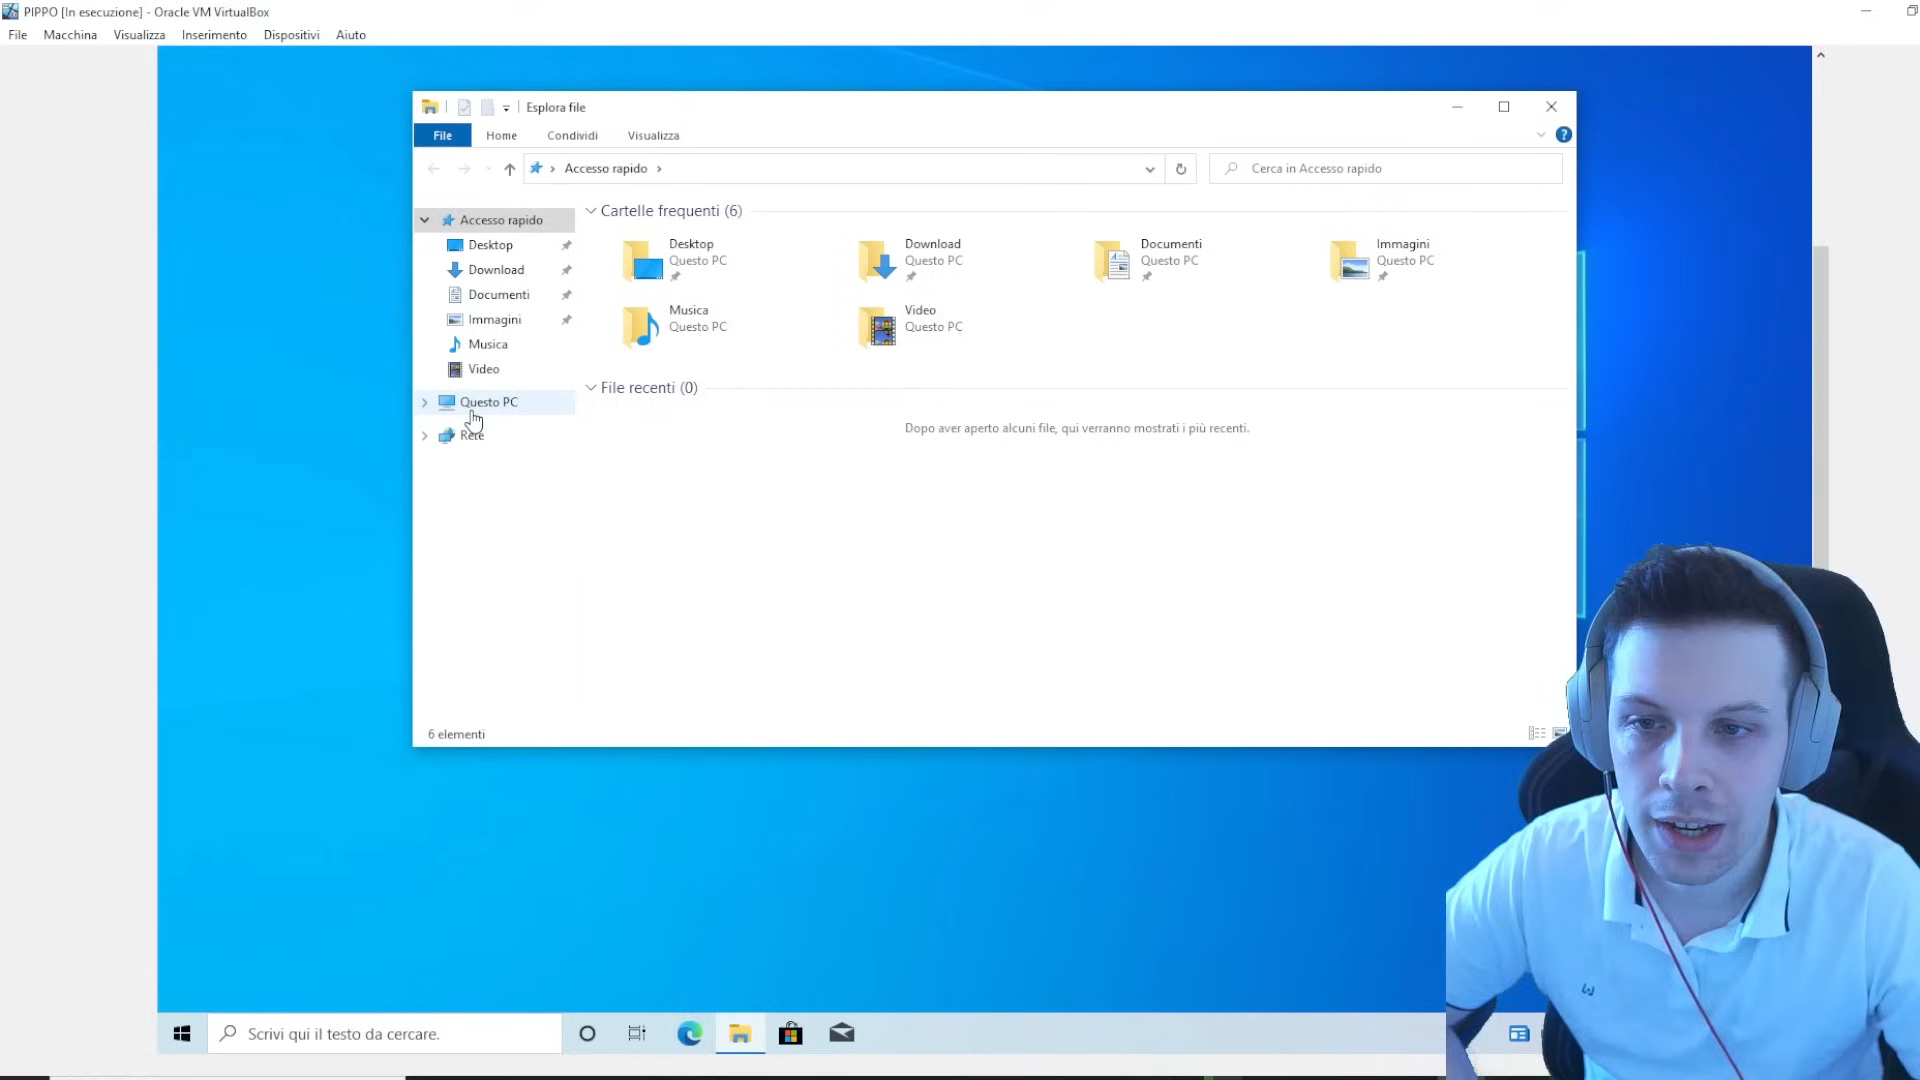 PIPPO [In esecuzione] - Oracle VM VirtualBox
File Macchina Visualizza Inserimento Dispositivi Aiuto
Esplora file
File Home Condividi Visualizza
Accesso rapido
Cerca in Accesso rapido
Accesso rapido
Desktop
Download
Documenti
Immagini
Musica
Video
Questo PC
Rete
Cartelle frequenti (6)
Desktop
Questo PC
Download
Questo PC
Documenti
Questo PC
Immagini
Questo PC
Musica
Questo PC
Video
Questo PC
File recenti (0)
Dopo aver aperto alcuni file, qui verranno mostrati i più recenti.
6 elementi
Scrivi qui il testo da cercare.